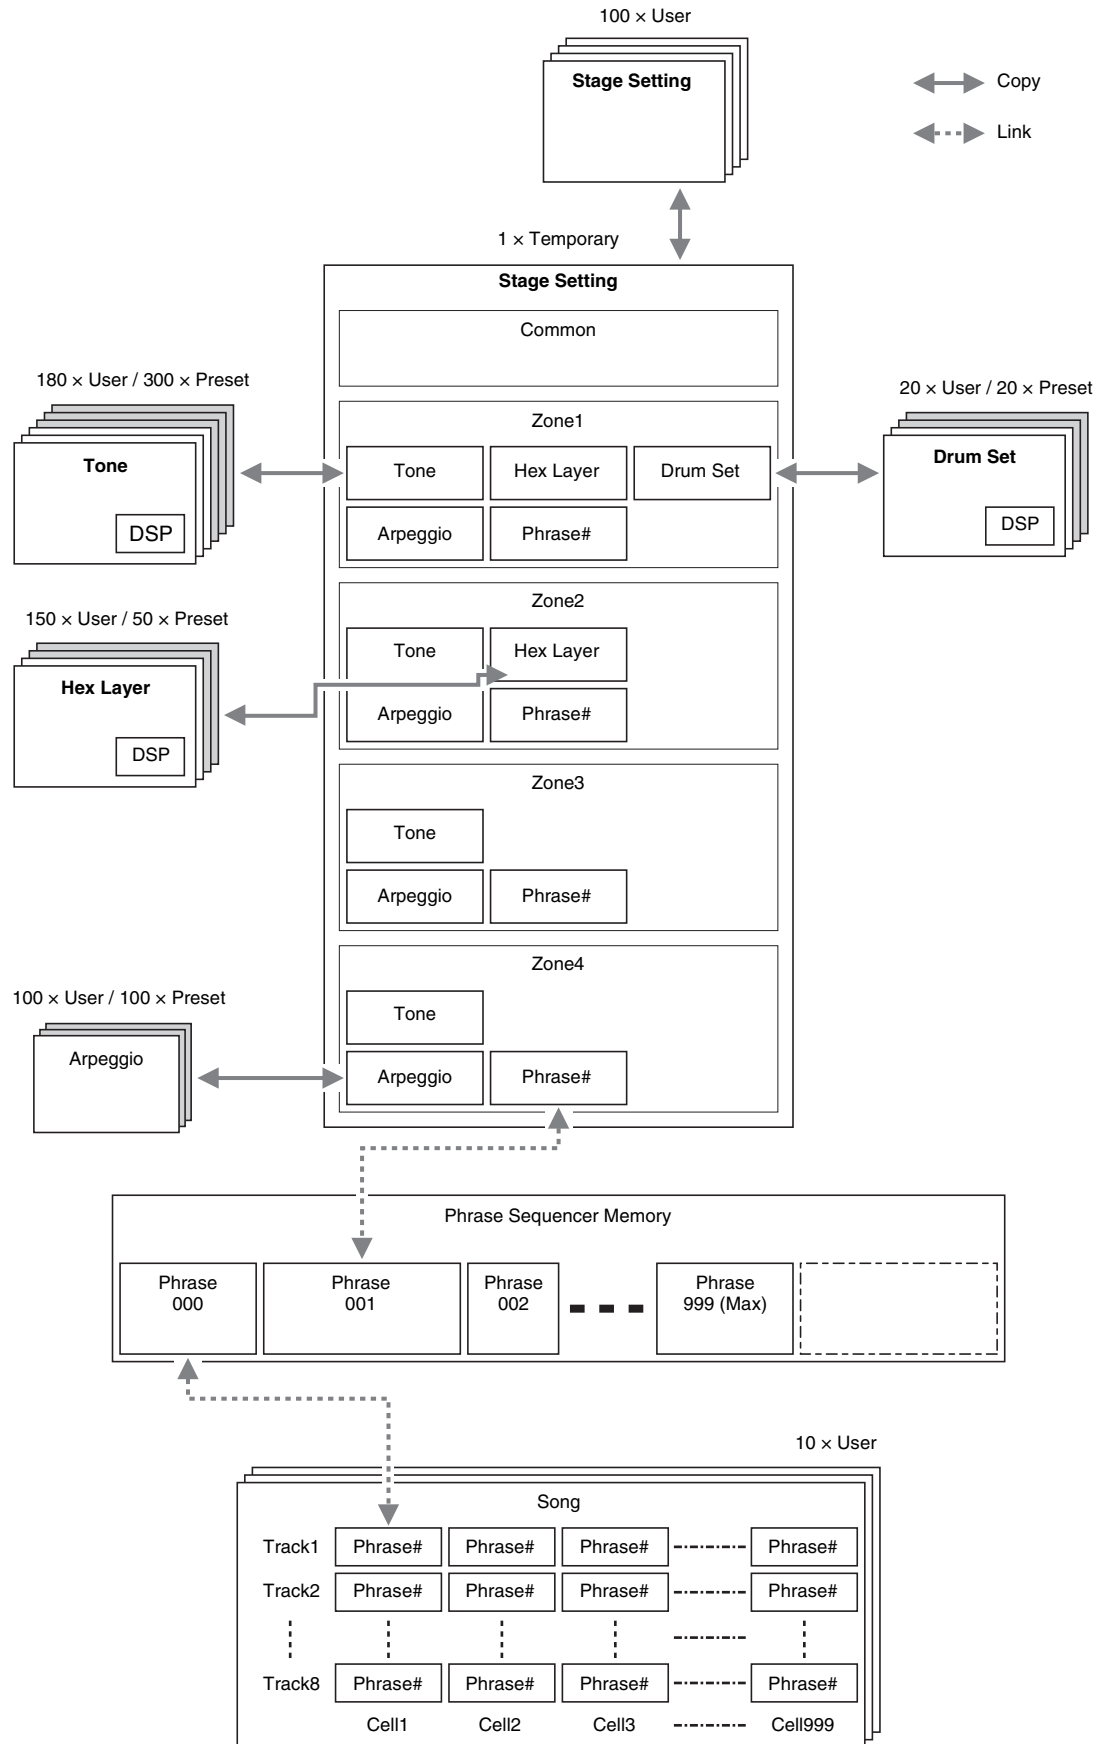 100 × User
Stage Setting
Copy
Link
1 × Temporary
Stage Setting
Common
180 × User / 300 × Preset
Tone
DSP
20 × User / 20 × Preset
Drum Set
DSP
Zone1
Tone
Hex Layer
Drum Set
Arpeggio
Phrase#
150 × User / 50 × Preset
Hex Layer
DSP
Zone2
Tone
Hex Layer
Arpeggio
Phrase#
Zone3
Tone
Arpeggio
Phrase#
100 × User / 100 × Preset
Arpeggio
Zone4
Tone
Arpeggio
Phrase#
Phrase Sequencer Memory
Phrase
000
Phrase
001
Phrase
002
Phrase
999 (Max)
10 × User
Song
Track1 Phrase# Phrase# Phrase# Phrase#
Track2 Phrase# Phrase# Phrase# Phrase#
Track8 Phrase# Phrase# Phrase# Phrase#
Cell1 Cell2 Cell3 Cell999